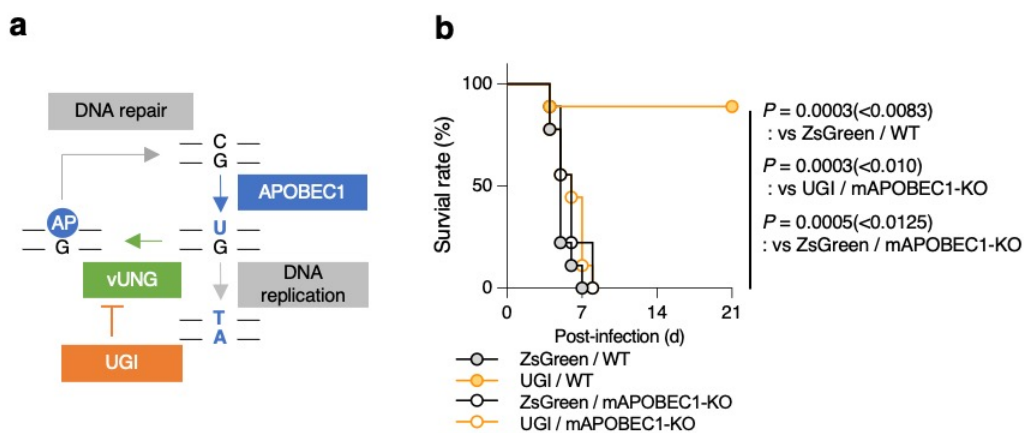 a
DNA repair
C
G
APOBEC1
AP
G
U
G
vUNG
DNA
replication
T
A
UGI
b
Survial rate (%)
100
50
0
0
7
14
21
Post-infection (d)
P = 0.0003(<0.0083)
: vs ZsGreen / WT
P = 0.0003(<0.010)
: vs UGI / mAPOBEC1-KO
P = 0.0005(<0.0125)
: vs ZsGreen / mAPOBEC1-KO
ZsGreen / WT
UGI / WT
ZsGreen / mAPOBEC1-KO
UGI / mAPOBEC1-KO